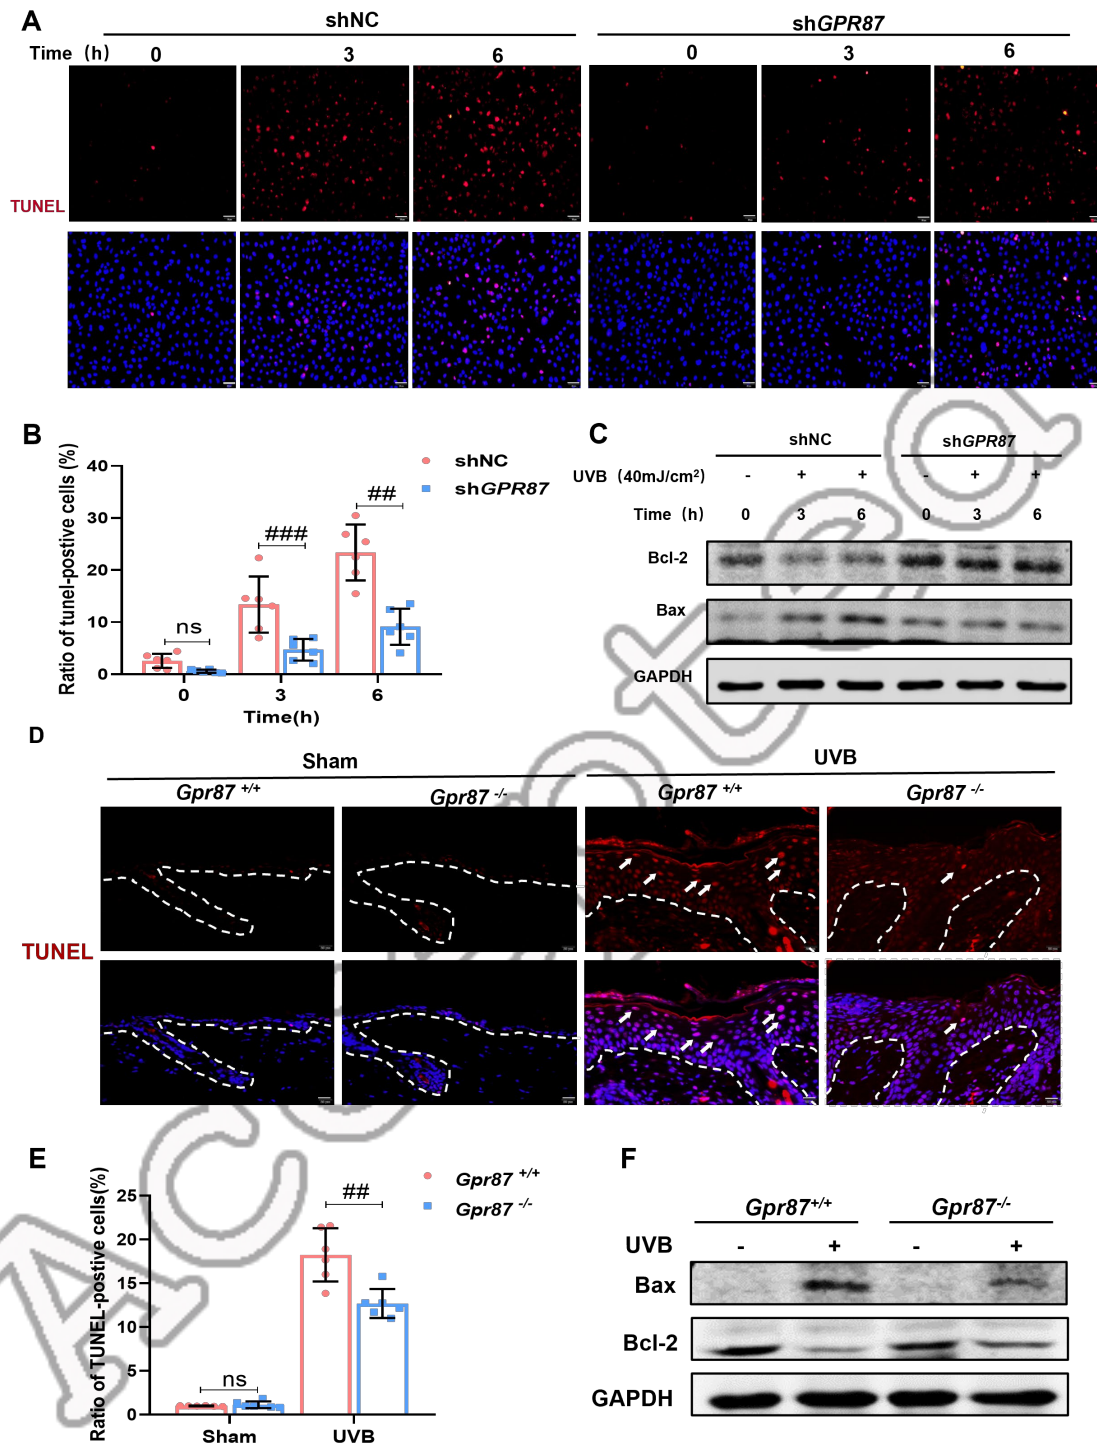 A
shNC
shGPR87
Time (h) 0 3 6 0 3 6
TUNEL
B
Ratio of tunel-postive cells (%)
40
30
20
10
0
ns
###
##
shNC
shGPR87
0 3 6
Time(h)
C
shNC shGPR87
UVB (40mJ/cm²) - + + - + +
Time (h) 0 3 6 0 3 6
Bcl-2
Bax
GAPDH
D
Sham UVB
Gpr87 +/+ Gpr87 -/- Gpr87 +/+ Gpr87 -/-
TUNEL
E
Ratio of TUNEL-postive cells(%)
25
20
15
10
5
0
ns
##
Gpr87 +/+
Gpr87 -/-
Sham UVB
F
Gpr87+/+ Gpr87-/-
UVB - + - +
Bax
Bcl-2
GAPDH
Accepted